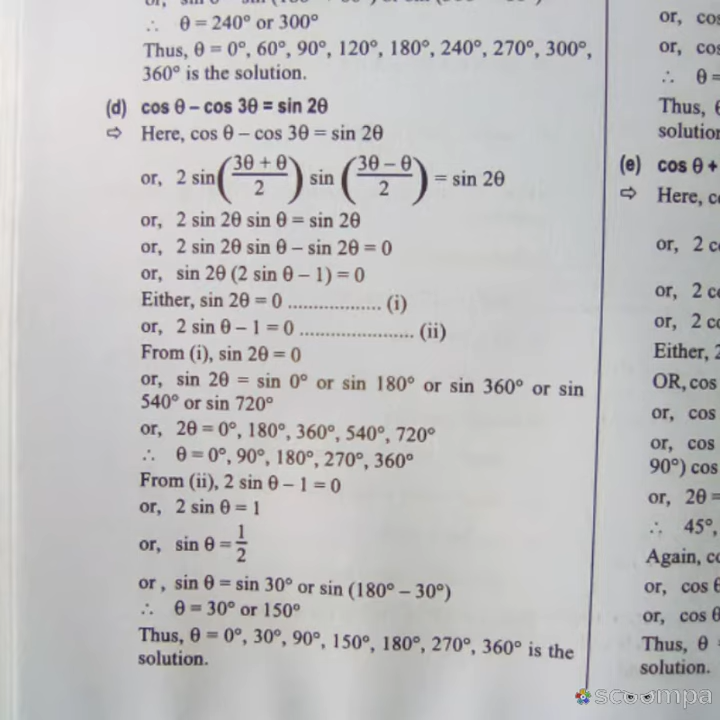 ∴ θ = 240° or 300°
Thus, θ = 0°, 60°, 90°, 120°, 180°, 240°, 270°, 300°,
360° is the solution.
(d) cos θ – cos 3θ = sin 2θ
⇨ Here, cos θ – cos 3θ = sin 2θ
or, 2 sin((3θ + θ)/2) sin ((3θ – θ)/2) = sin 2θ
or, 2 sin 2θ sin θ = sin 2θ
or, 2 sin 2θ sin θ – sin 2θ = 0
or, sin 2θ (2 sin θ – 1) = 0
Either, sin 2θ = 0 .................. (i)
or, 2 sin θ – 1 = 0 ...................... (ii)
From (i), sin 2θ = 0
or, sin 2θ = sin 0° or sin 180° or sin 360° or sin
540° or sin 720°
or, 2θ = 0°, 180°, 360°, 540°, 720°
∴ θ = 0°, 90°, 180°, 270°, 360°
From (ii), 2 sin θ – 1 = 0
or, 2 sin θ = 1
or, sin θ = 1/2
or , sin θ = sin 30° or sin (180° – 30°)
∴ θ = 30° or 150°
Thus, θ = 0°, 30°, 90°, 150°, 180°, 270°, 360° is the
solution.
or, cos
or, cos
∴ θ =
Thus,
solution
(e) cos θ +
⇨ Here,
or, 2
or, 2
or, 2
Either, 2
OR, cos
or, cos
or, cos
90°) cos
or, 2θ =
∴ 45°,
Again,
or, cos
or, cos
Thus, θ
solution.
scoompa